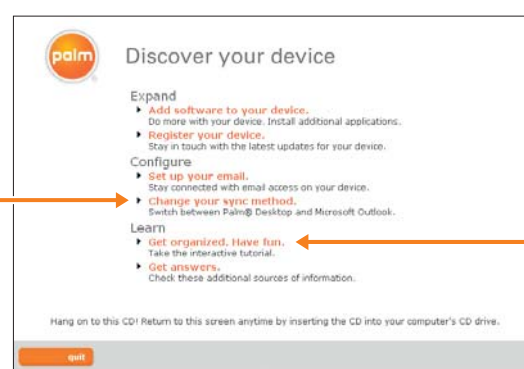 palm
Discover your device
Expand
Add software to your device.
Do more with your device. Install additional applications.
Register your device.
Stay in touch with the latest updates for your device.
Configure
Set up your email.
Stay connected with email access on your device.
Change your sync method.
Switch between Palm® Desktop and Microsoft Outlook.
Learn
Get organized. Have fun.
Take the interactive tutorial.
Get answers.
Check these additional sources of information.
Hang on to this CD! Return to this screen anytime by inserting the CD into your computer's CD drive.
quit